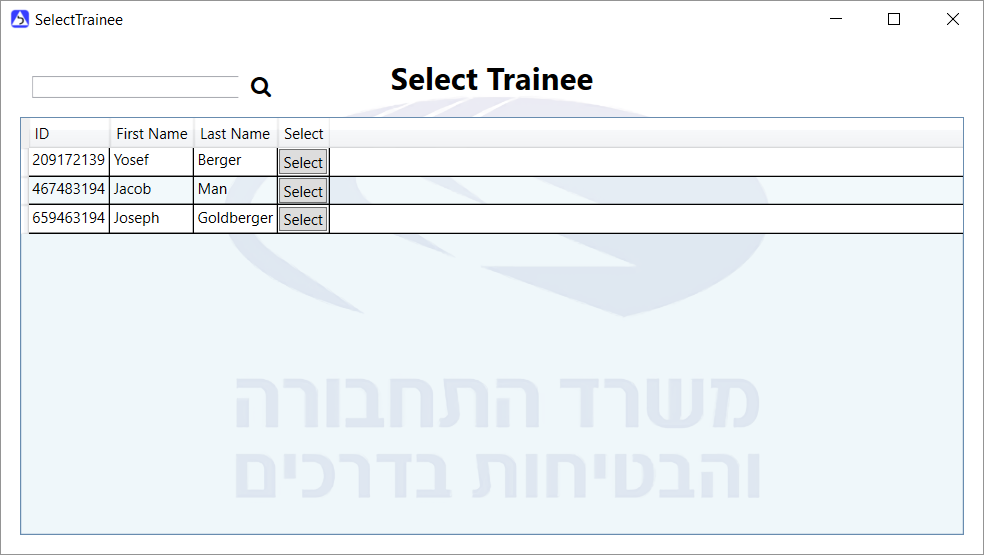 SelectTrainee
Select Trainee
ID First Name Last Name Select
209172139 Yosef Berger Select
467483194 Jacob Man Select
659463194 Joseph Goldberger Select
משרד התחבורה
והבטיחות בדרכים